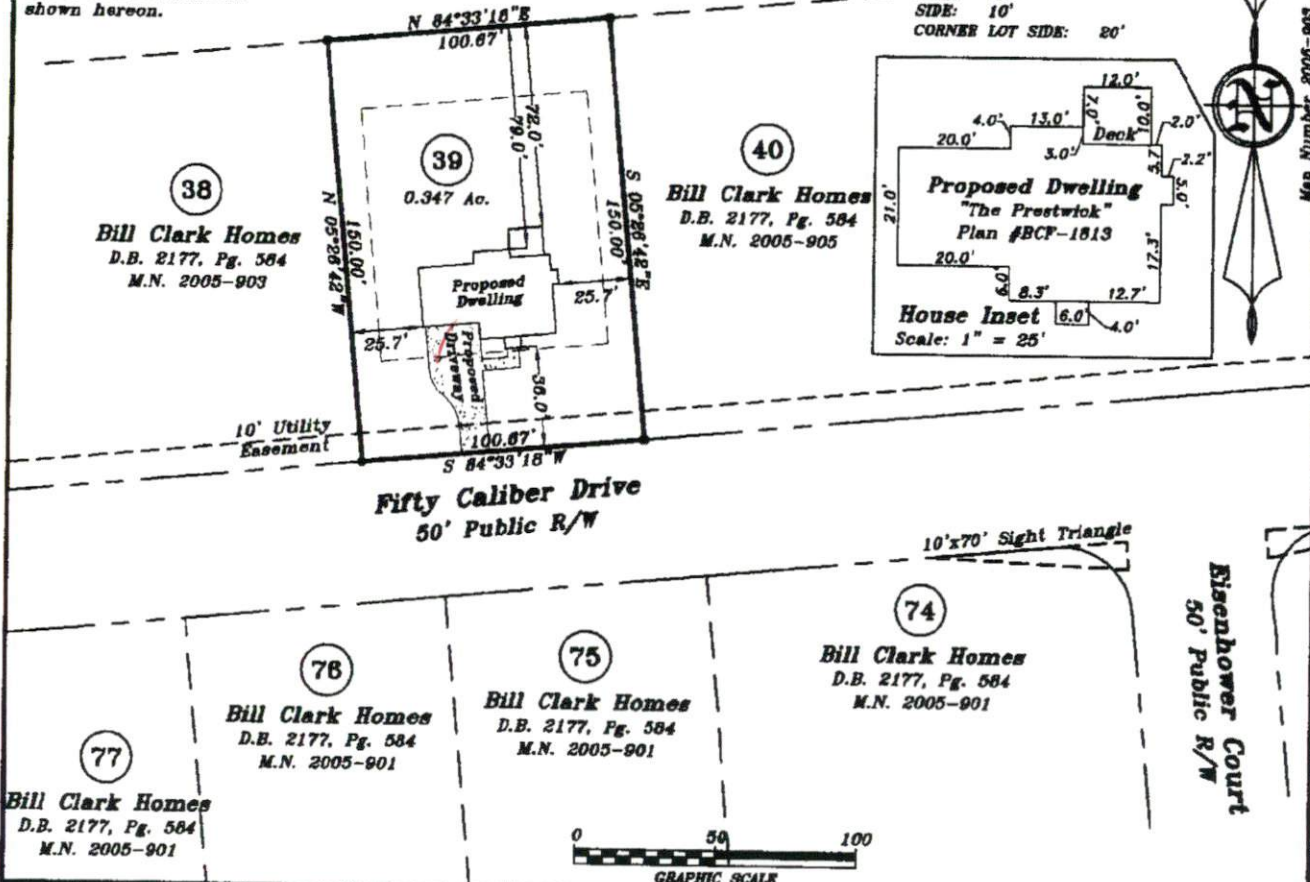 shown hereon.
SIDE: 10'
CORNER LOT SIDE: 20'
N 84°33'18"E
100.67'
79.0'
72.0'
38
Bill Clark Homes
D.B. 2177, Pg. 584
M.N. 2005-903
N 05°26'42"W
150.00'
39
0.347 Ac.
S 05°26'42"E
150.00'
Proposed
Dwelling
25.7'
25.7'
Proposed
Driveway
36.0'
40
Bill Clark Homes
D.B. 2177, Pg. 584
M.N. 2005-905
12.0'
7.0'
10.0'
4.0'
13.0'
2.0'
20.0'
3.0'
Deck
5.7
2.2'
5.0'
21.0'
Proposed Dwelling
"The Prestwick"
Plan #BCF-1813
17.3'
20.0'
6.0'
8.3'
12.7'
6.0'
4.0'
House Inset
Scale: 1" = 25'
N
Map Number
10' Utility
Easement
100.67'
S 84°33'18"W
Fifty Caliber Drive
50' Public R/W
10'x70' Sight Triangle
Eisenhower Court
50' Public R/W
74
Bill Clark Homes
D.B. 2177, Pg. 584
M.N. 2005-901
75
Bill Clark Homes
D.B. 2177, Pg. 584
M.N. 2005-901
76
Bill Clark Homes
D.B. 2177, Pg. 584
M.N. 2005-901
77
Bill Clark Homes
D.B. 2177, Pg. 584
M.N. 2005-901
0 50 100
GRAPHIC SCALE